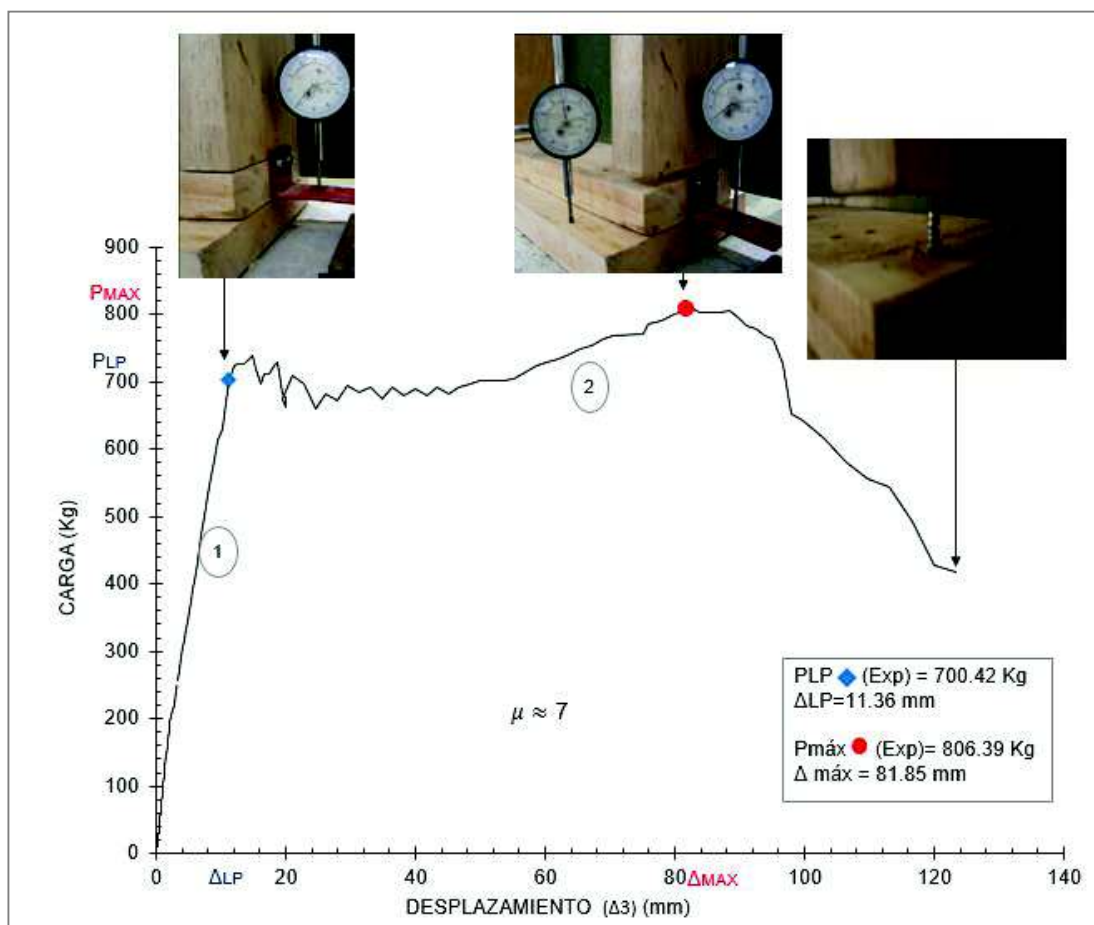 900
PMAX
800
PLP
700
600
500
400
300
200
100
0
CARGA (Kg)
1
2
μ ≈ 7
PLP (Exp) = 700.42 Kg
ΔLP=11.36 mm
Pmáx (Exp)= 806.39 Kg
Δ máx = 81.85 mm
0 ΔLP 20 40 60 80 ΔMAX 100 120 140
DESPLAZAMIENTO (Δ3) (mm)